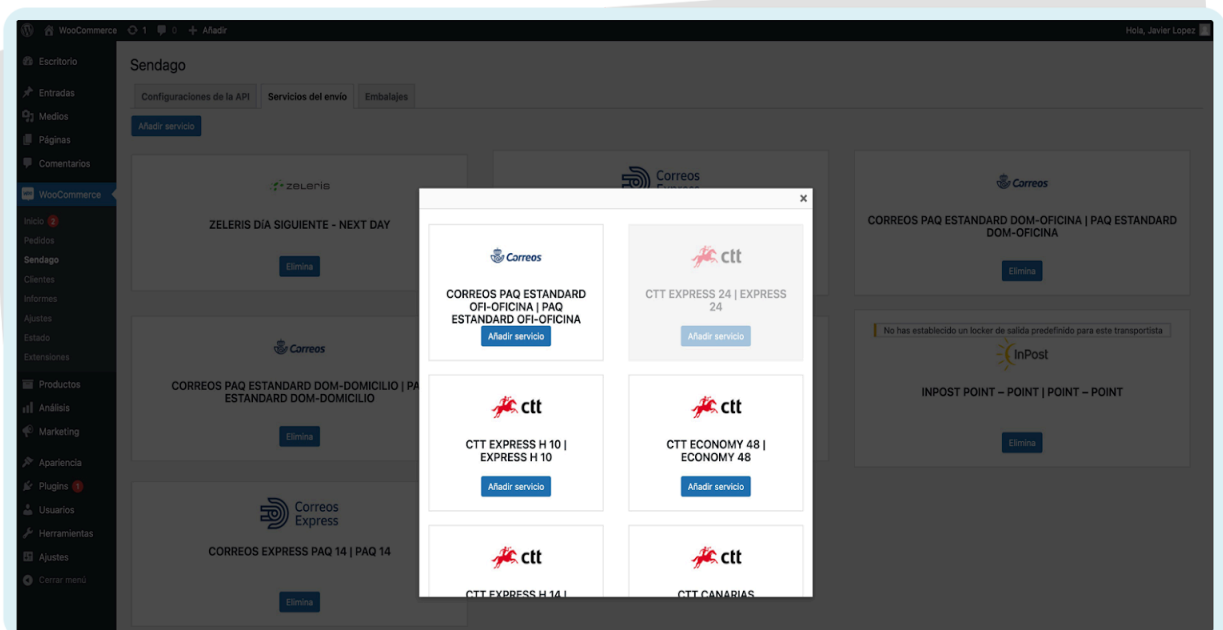 WooCommerce 1 0 + Añadir
Hola, Javier Lopez
Escritorio
Entradas
Medios
Páginas
Comentarios
WooCommerce
Inicio 2
Pedidos
Sendago
Clientes
Informes
Ajustes
Estado
Extensiones
Productos
Análisis
Marketing
Apariencia
Plugins 1
Usuarios
Herramientas
Ajustes
Cerrar menú
Sendago
Configuraciones de la API
Servicios del envío
Embalajes
Añadir servicio
zeleris
ZELERIS DíA SIGUIENTE - NEXT DAY
Elimina
Correos
Correos
CORREOS PAQ ESTANDARD DOM-OFICINA | PAQ ESTANDARD
DOM-OFICINA
Elimina
Correos
CORREOS PAQ ESTANDARD DOM-DOMICILIO | PA
ESTANDARD DOM-DOMICILIO
Elimina
No has establecido un locker de salida predefinido para este transportista
InPost
INPOST POINT – POINT | POINT – POINT
Elimina
Correos
Express
CORREOS EXPRESS PAQ 14 | PAQ 14
Elimina
×
Correos
CORREOS PAQ ESTANDARD
OFI-OFICINA | PAQ
ESTANDARD OFI-OFICINA
Añadir servicio
ctt
CTT EXPRESS 24 | EXPRESS
24
Añadir servicio
ctt
CTT EXPRESS H 10 |
EXPRESS H 10
Añadir servicio
ctt
CTT ECONOMY 48 |
ECONOMY 48
Añadir servicio
ctt
CTT EXPRESS H 14 |
ctt
CTT CANARIAS